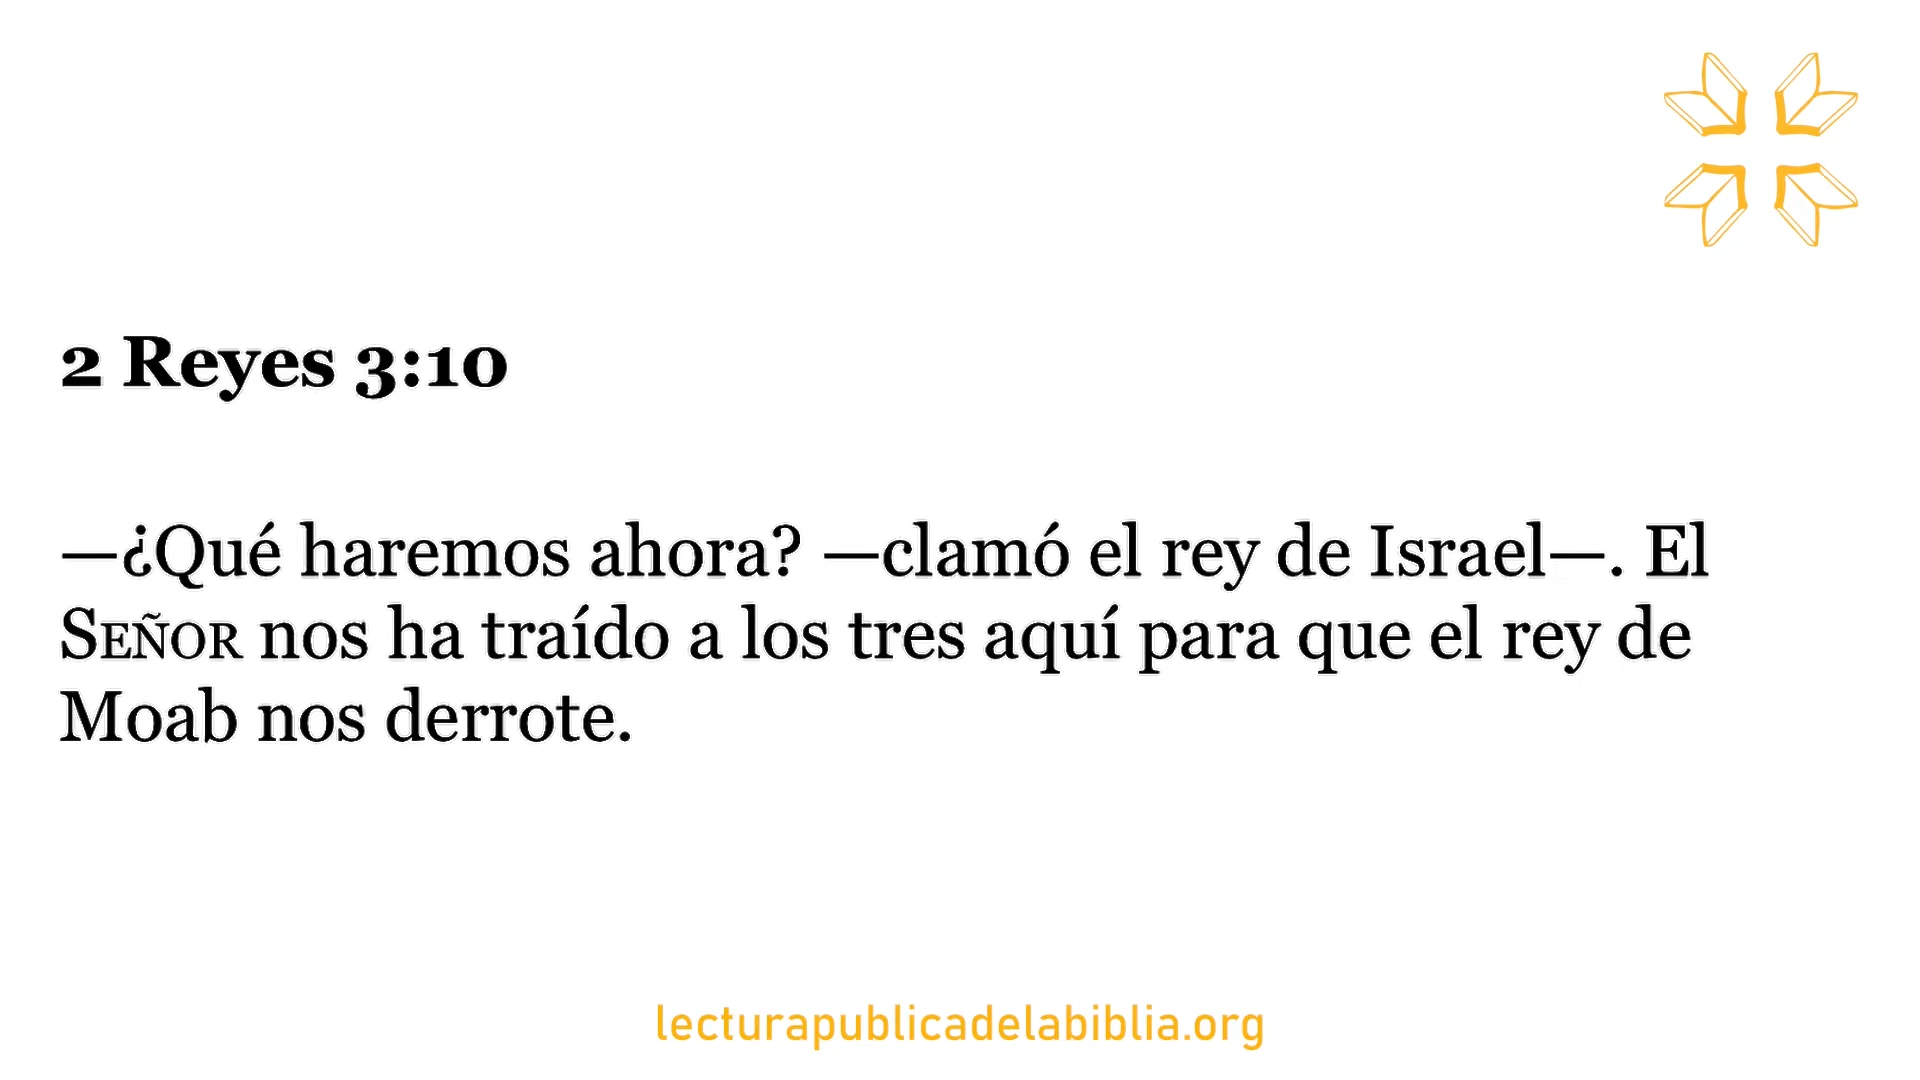 2 Reyes 3:10
—¿Qué haremos ahora? —clamó el rey de Israel—. El
SEÑOR nos ha traído a los tres aquí para que el rey de
Moab nos derrote.
lecturapublicadelabiblia.org